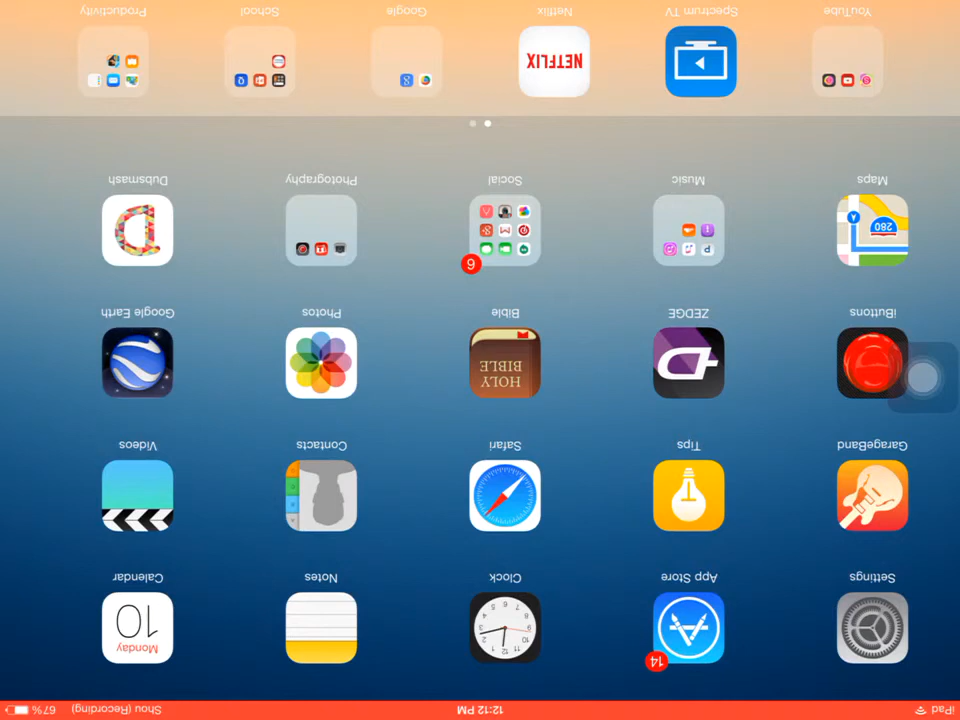 iPad 12:12 PM Shou (Recording) 67%
14
Monday
10
Settings App Store Clock Notes Calendar
GarageBand Tips Safari Contacts Videos
HOLY
BIBLE
iButtons ZEDGE Bible Photos Google Earth
6
280
Maps Music Social Photography Dubsmash
NETFLIX
YouTube Spectrum TV Netflix Google School Productivity